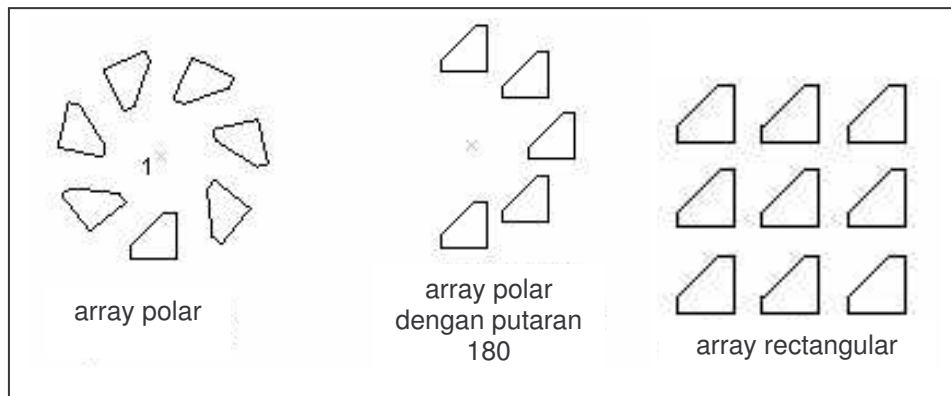 1
array polar
array polar
dengan putaran
180
array rectangular